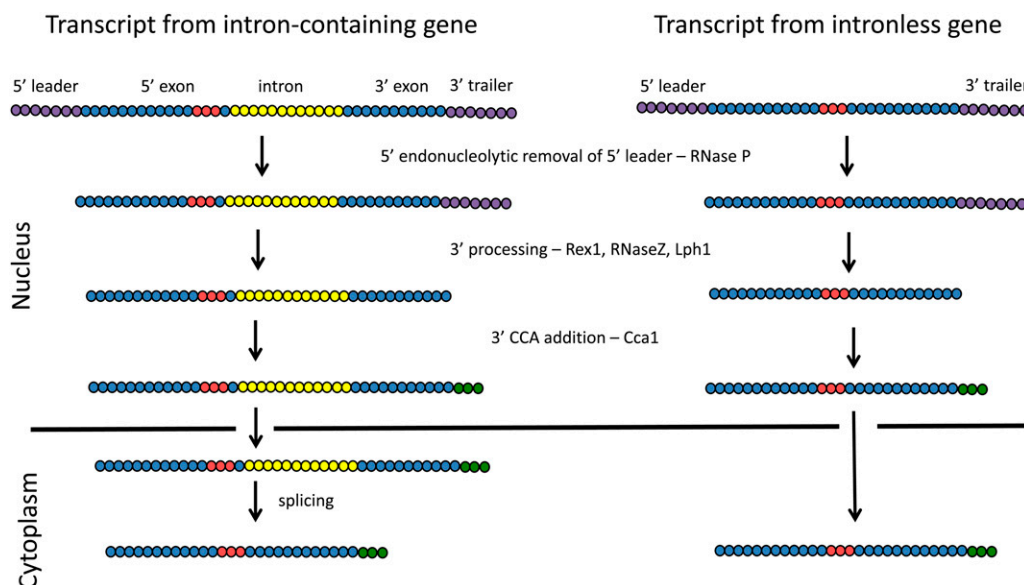 Transcript from intron-containing gene
Transcript from intronless gene
5’ leader 5’ exon intron 3’ exon 3’ trailer
5’ leader 3’ trailer
5’ endonucleolytic removal of 5’ leader – RNase P
Nucleus
3’ processing – Rex1, RNaseZ, Lph1
3’ CCA addition – Cca1
Cytoplasm
splicing